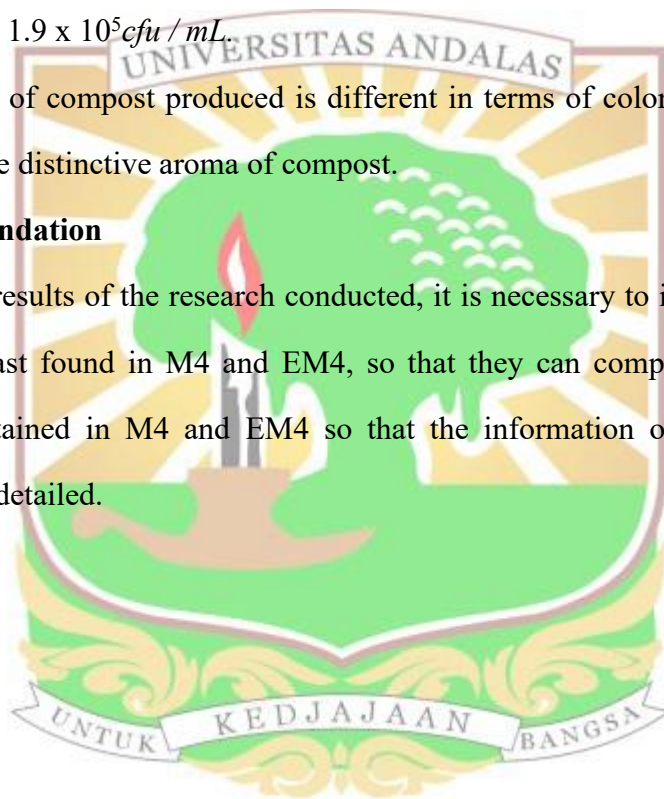 1.9 x 10⁵cfu / mL.
UNIVERSITAS ANDALAS
of compost produced is different in terms of color
e distinctive aroma of compost.
ndation
results of the research conducted, it is necessary to i
ast found in M4 and EM4, so that they can comp
tained in M4 and EM4 so that the information o
detailed.
UNTUK KEDJAJAAN BANGSA